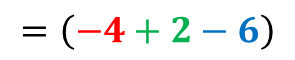 = (−4 + 2 − 6)